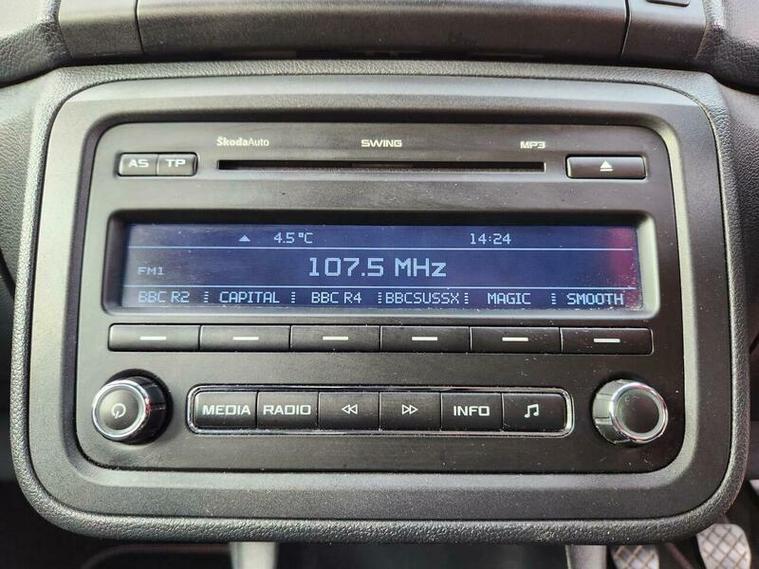 ŠkodaAuto SWING MP3
AS TP
4.5°C 14:24
FM1 107.5 MHz
BBC R2 CAPITAL BBC R4 BBCSUSSX MAGIC SMOOTH
MEDIA RADIO INFO